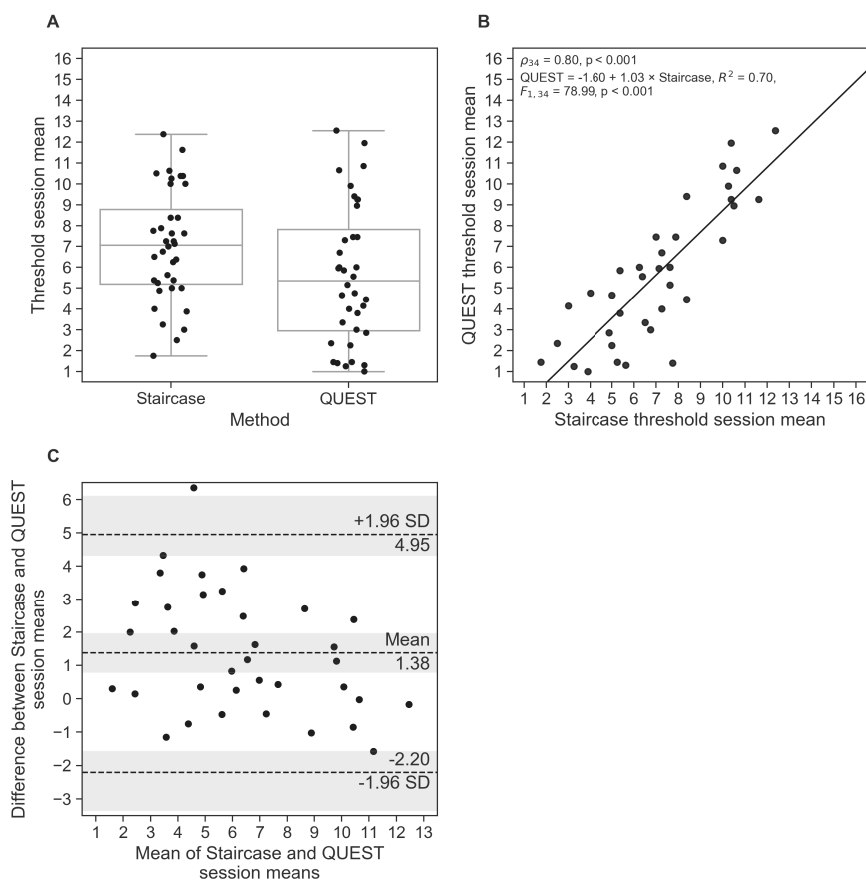 A
Threshold session mean
16
15
14
13
12
11
10
9
8
7
6
5
4
3
2
1
Staircase QUEST
Method
B
QUEST threshold session mean
16
15
14
13
12
11
10
9
8
7
6
5
4
3
2
1
ρ34 = 0.80, p < 0.001
QUEST = -1.60 + 1.03 × Staircase, R² = 0.70,
F1, 34 = 78.99, p < 0.001
1 2 3 4 5 6 7 8 9 10 11 12 13 14 15 16
Staircase threshold session mean
C
Difference between Staircase and QUEST
session means
6
5
4
3
2
1
0
−1
−2
−3
+1.96 SD
4.95
Mean
1.38
-2.20
-1.96 SD
1 2 3 4 5 6 7 8 9 10 11 12 13
Mean of Staircase and QUEST
session means